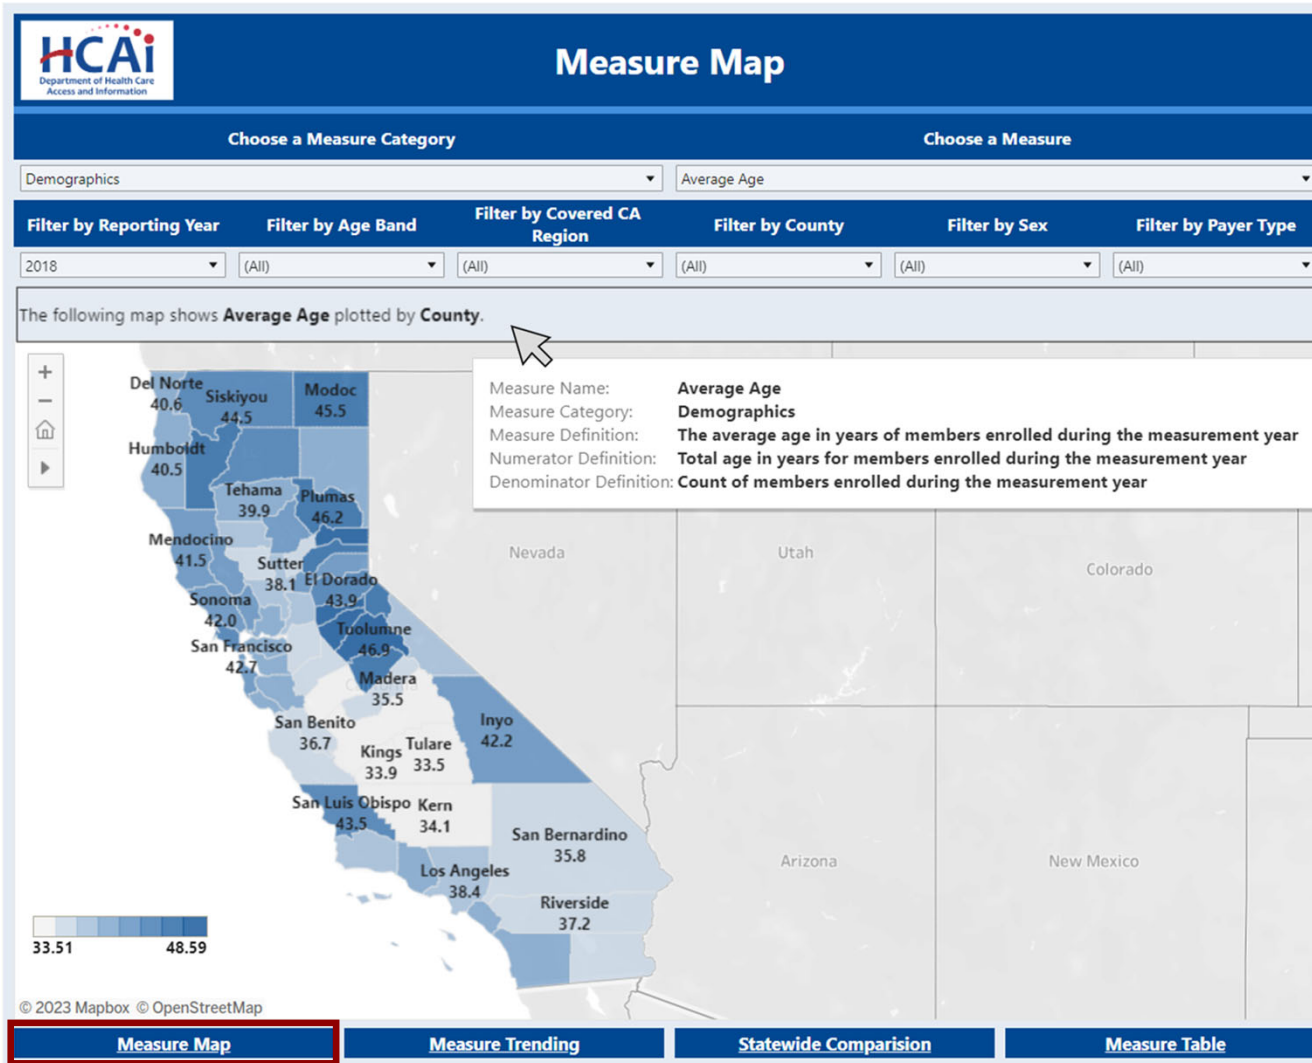 HCAi
Department of Health Care
Access and Information
Measure Map
Choose a Measure Category
Choose a Measure
Demographics
Average Age
Filter by Reporting Year
Filter by Age Band
Filter by Covered CA
Region
Filter by County
Filter by Sex
Filter by Payer Type
2018
(All)
(All)
(All)
(All)
(All)
The following map shows Average Age plotted by County.
Measure Name: Average Age
Measure Category: Demographics
Measure Definition: The average age in years of members enrolled during the measurement year
Numerator Definition: Total age in years for members enrolled during the measurement year
Denominator Definition: Count of members enrolled during the measurement year
+
−
Del Norte
40.6
Siskiyou
44.5
Modoc
45.5
Humboldt
40.5
Tehama
39.9
Plumas
46.2
Mendocino
41.5
Sutter
38.1
El Dorado
43.9
Sonoma
42.0
Tuolumne
46.9
San Francisco
42.7
Madera
35.5
San Benito
36.7
Kings
33.9
Tulare
33.5
Inyo
42.2
San Luis Obispo
43.5
Kern
34.1
San Bernardino
35.8
Los Angeles
38.4
Riverside
37.2
Nevada
Utah
Colorado
Arizona
New Mexico
33.51
48.59
© 2023 Mapbox © OpenStreetMap
Measure Map
Measure Trending
Statewide Comparision
Measure Table